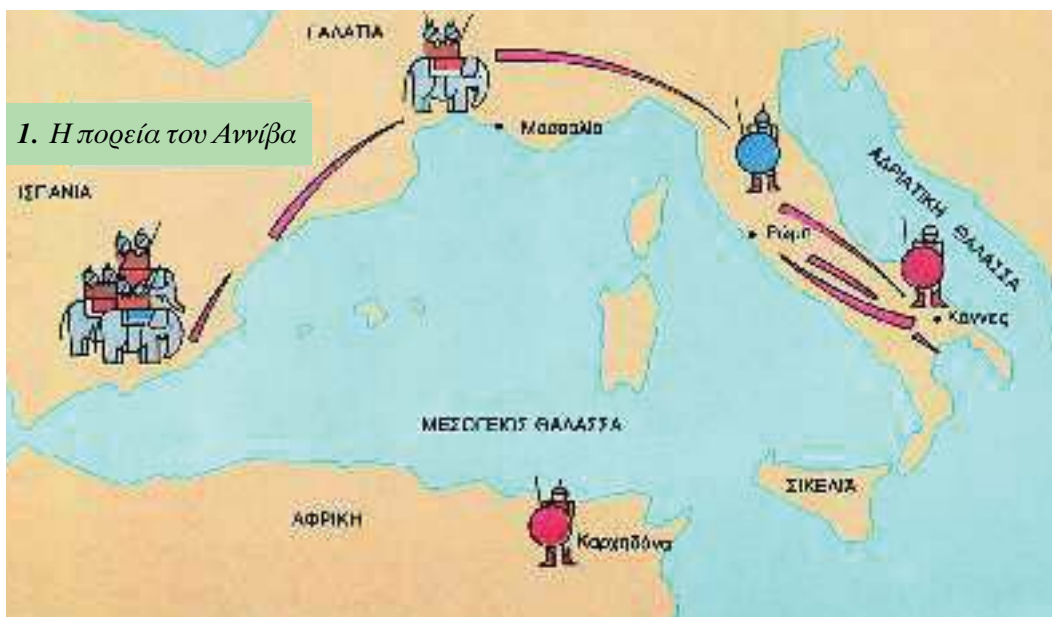 ΓΑΛΑΤΙΑ
1. Η πορεία του Αννίβα
Μασσαλία
ΙΣΠΑΝΙΑ
ΑΔΡΙΑΤΙΚΗ ΘΑΛΑΣΣΑ
Ρώμη
Κάννες
ΜΕΣΟΓΕΙΟΣ ΘΑΛΑΣΣΑ
ΣΙΚΕΛΙΑ
ΑΦΡΙΚΗ
Καρχηδόνα